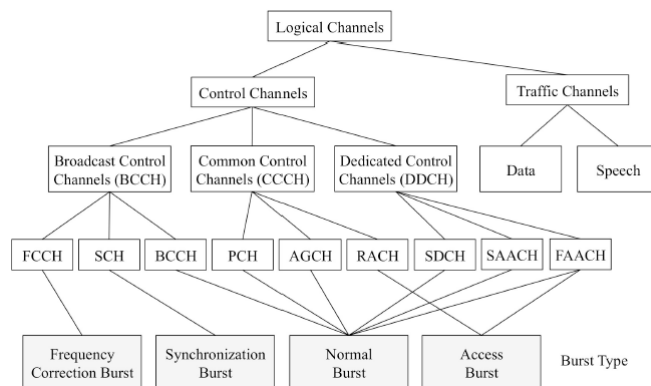 Logical Channels
Control Channels
Traffic Channels
Broadcast Control
Channels (BCCH)
Common Control
Channels (CCCH)
Dedicated Control
Channels (DDCH)
Data
Speech
FCCH
SCH
BCCH
PCH
AGCH
RACH
SDCH
SAACH
FAACH
Frequency
Correction Burst
Synchronization
Burst
Normal
Burst
Access
Burst
Burst Type